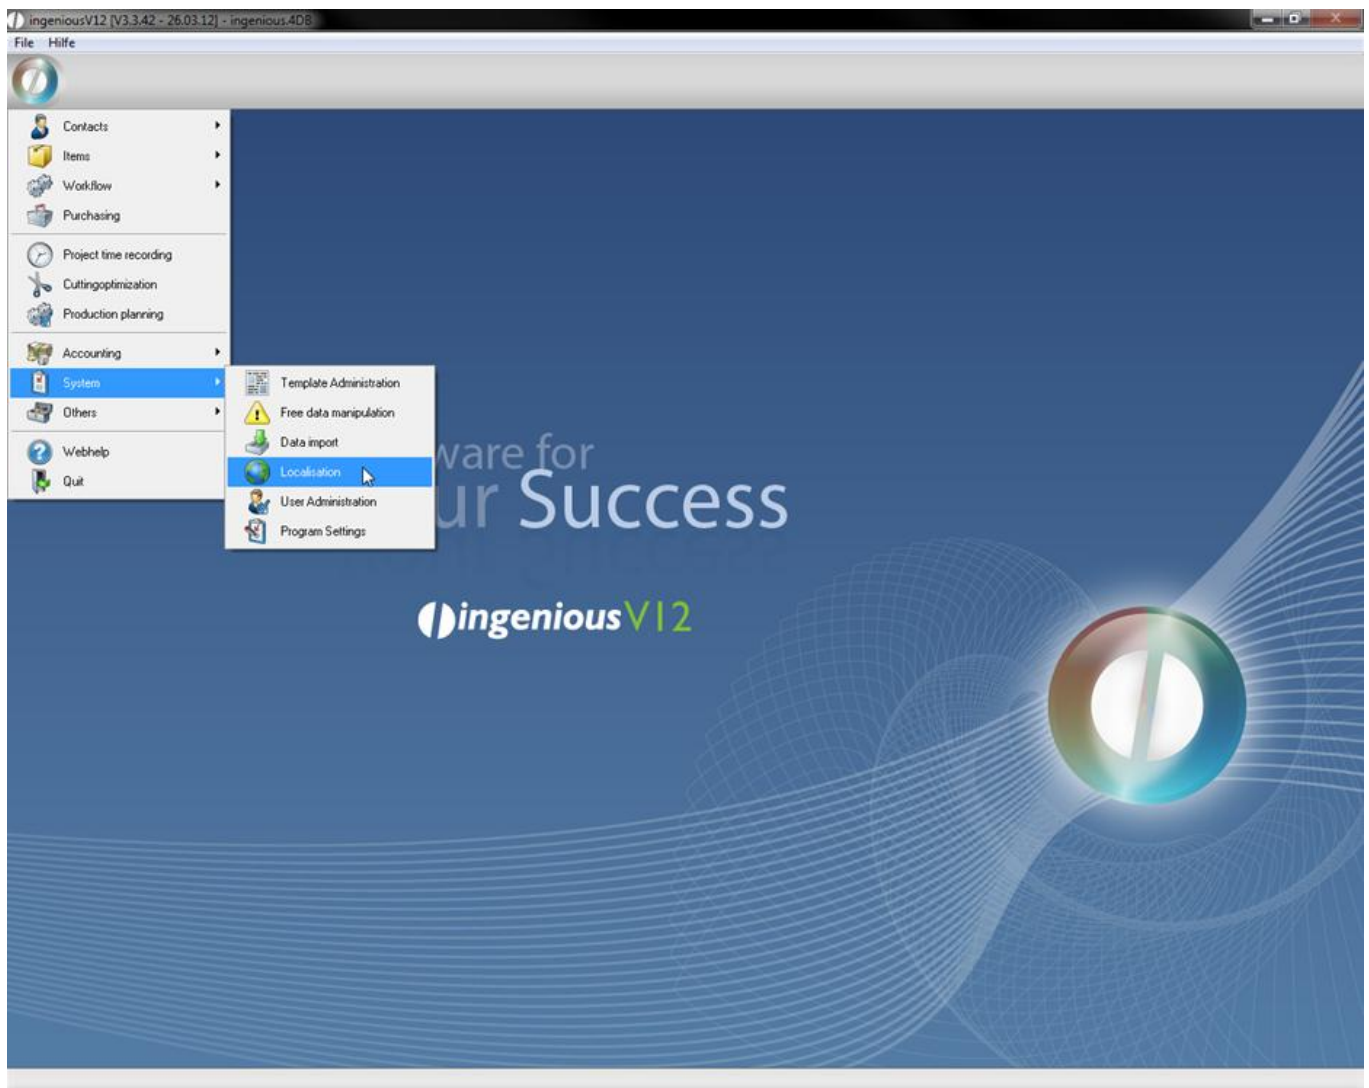 ingeniousV12 [V3.3.42 - 26.03.12] - ingenious.4DB
File Hilfe
Contacts
Items
Workflow
Purchasing
Project time recording
Cuttingoptimization
Production planning
Accounting
System
Others
Webhelp
Quit
Template Administration
Free data manipulation
Data import
Localisation
User Administration
Program Settings
ware for
ur Success
ingeniousV12